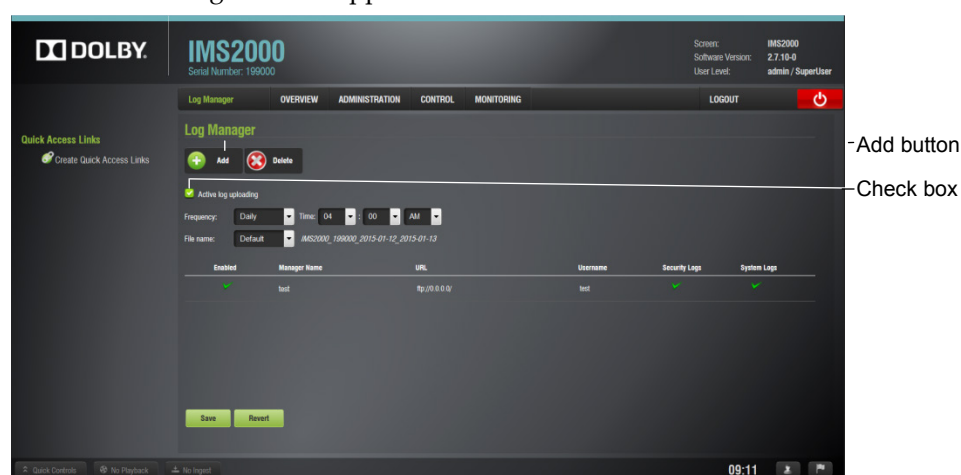 DOLBY.
IMS2000
Serial Number: 199000
Screen: IMS2000
Software Version: 2.7.10-0
User Level: admin / SuperUser
Log Manager OVERVIEW ADMINISTRATION CONTROL MONITORING LOGOUT
Quick Access Links
Create Quick Access Links
Log Manager
Add Delete
Add button
Check box
Active log uploading
Frequency: Daily Time: 04 : 00 AM
File name: Default IMS2000_199000_2015-01-12_2015-01-13
Enabled Manager Name URL Username Security Logs System Logs
test ftp://0.0.0.0/ test
Save Revert
Quick Controls No Playback No Ingest 09:11